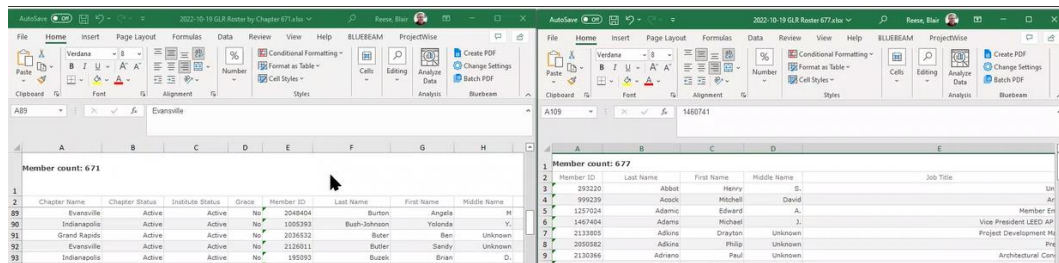 AutoSave Off 2022-10-19 GLR Roster by Chapter 671.xlsx Reese, Blair
File Home Insert Page Layout Formulas Data Review View Help BLUEBEAM ProjectWise
Paste Verdana 8 B I U A A Number Conditional Formatting Format as Table Cell Styles Cells Editing Analyze Data Create PDF Change Settings Batch PDF
Clipboard Font Alignment Styles Analysis Bluebeam
A89 fx Evansville
A B C D E F G H
Member count: 671
1
2 Chapter Name Chapter Status Institute Status Grace Member ID Last Name First Name Middle Name
89 Evansville Active Active No 2048404 Burton Angela M
90 Indianapolis Active Active No 1005393 Bush-Johnson Yolonda Y.
91 Grand Rapids Active Active No 2036532 Buter Ben Unknown
92 Evansville Active Active No 2126011 Butler Sandy Unknown
93 Indianapolis Active Active No 195093 Buzek Brian D.
AutoSave Off 2022-10-19 GLR Roster 677.xlsx Reese, Blair
File Home Insert Page Layout Formulas Data Review View Help BLUEBEAM ProjectWise
Paste Verdana 8 B I U A A Number Conditional Formatting Format as Table Cell Styles Cells Editing Analyze Data Create PDF Change Settings Batch PDF
Clipboard Font Alignment Styles Analysis Bluebeam
A109 fx 1460741
A B C D E
1 Member count: 677
2 Member ID Last Name First Name Middle Name Job Title
3 293220 Abbot Henry S. Un
4 999239 Acock Mitchell David Ar
5 1257024 Adamic Edward A. Member Em
6 1467404 Adams Michael J. Vice President LEED AP
7 2133805 Adkins Drayton Unknown Project Development Ma
8 2050582 Adkins Philip Unknown Pre
9 2130366 Adriano Paul Unknown Architectural Con